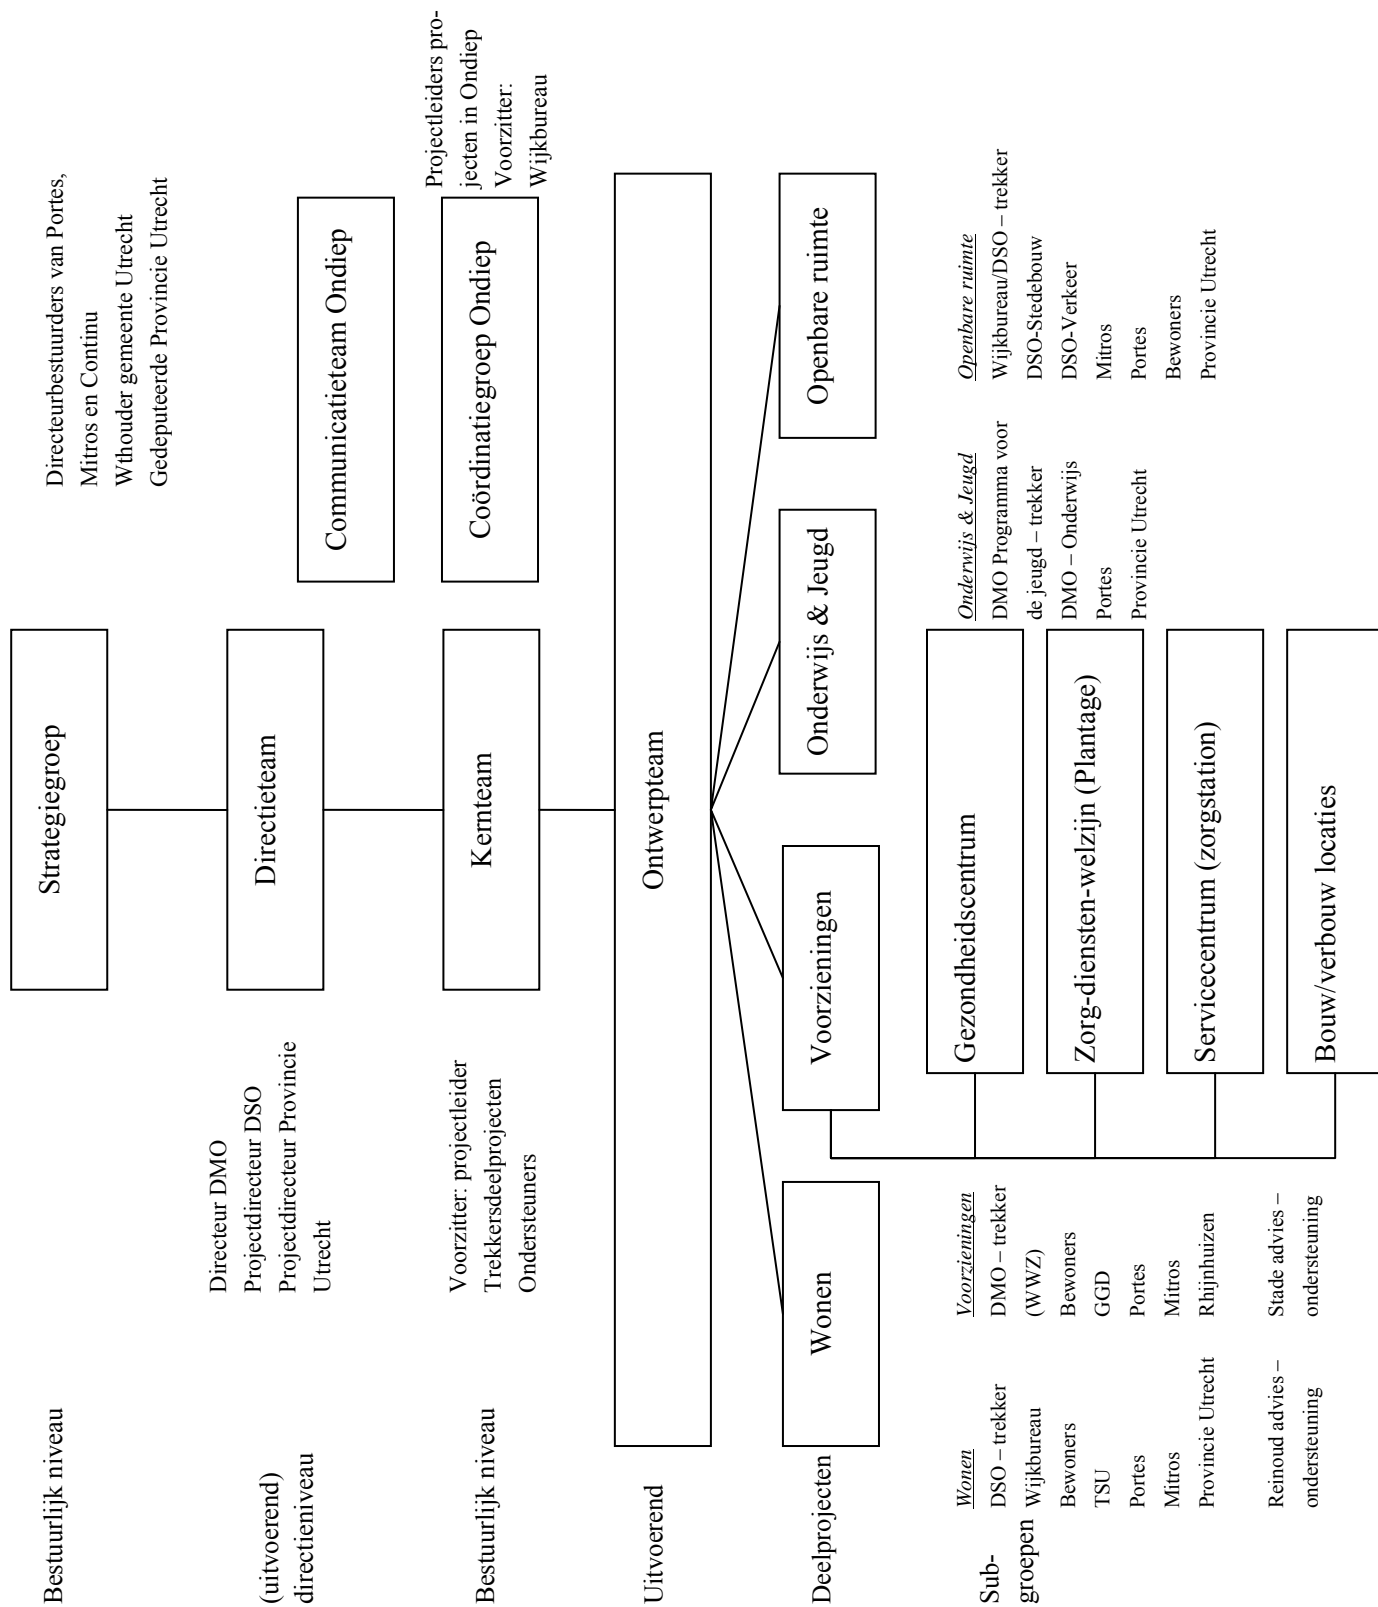 Bestuurlijk niveau
Strategiegroep
Directeurbestuurders van Portes,
Mitros en Continu
Wthouder gemeente Utrecht
Gedeputeerde Provincie Utrecht
(uitvoerend)
directieniveau
Directeur DMO
Projectdirecteur DSO
Projectdirecteur Provincie
Utrecht
Directieteam
Communicatieteam Ondiep
Bestuurlijk niveau
Voorzitter: projectleider
Trekkersdeelprojecten
Ondersteuners
Kernteam
Coördinatiegroep Ondiep
Projectleiders pro-
jecten in Ondiep
Voorzitter:
Wijkbureau
Uitvoerend
Ontwerpteam
Deelprojecten
Wonen
Voorzieningen
Onderwijs & Jeugd
Openbare ruimte
Sub-
groepen
Wonen
DSO – trekker
Wijkbureau
Bewoners
TSU
Portes
Mitros
Provincie Utrecht
Reinoud advies –
ondersteuning
Voorzieningen
DMO – trekker
(WWZ)
Bewoners
GGD
Portes
Mitros
Rhijnhuizen
Stade advies –
ondersteuning
Gezondheidscentrum
Zorg-diensten-welzijn (Plantage)
Servicecentrum (zorgstation)
Bouw/verbouw locaties
Onderwijs & Jeugd
DMO Programma voor
de jeugd – trekker
DMO – Onderwijs
Portes
Provincie Utrecht
Openbare ruimte
Wijkbureau/DSO – trekker
DSO-Stedebouw
DSO-Verkeer
Mitros
Portes
Bewoners
Provincie Utrecht